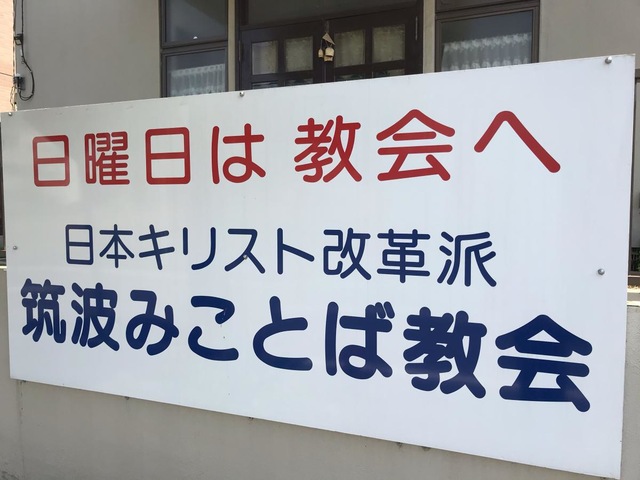 日曜日は 教会へ
日本キリスト改革派
筑波みことば教会